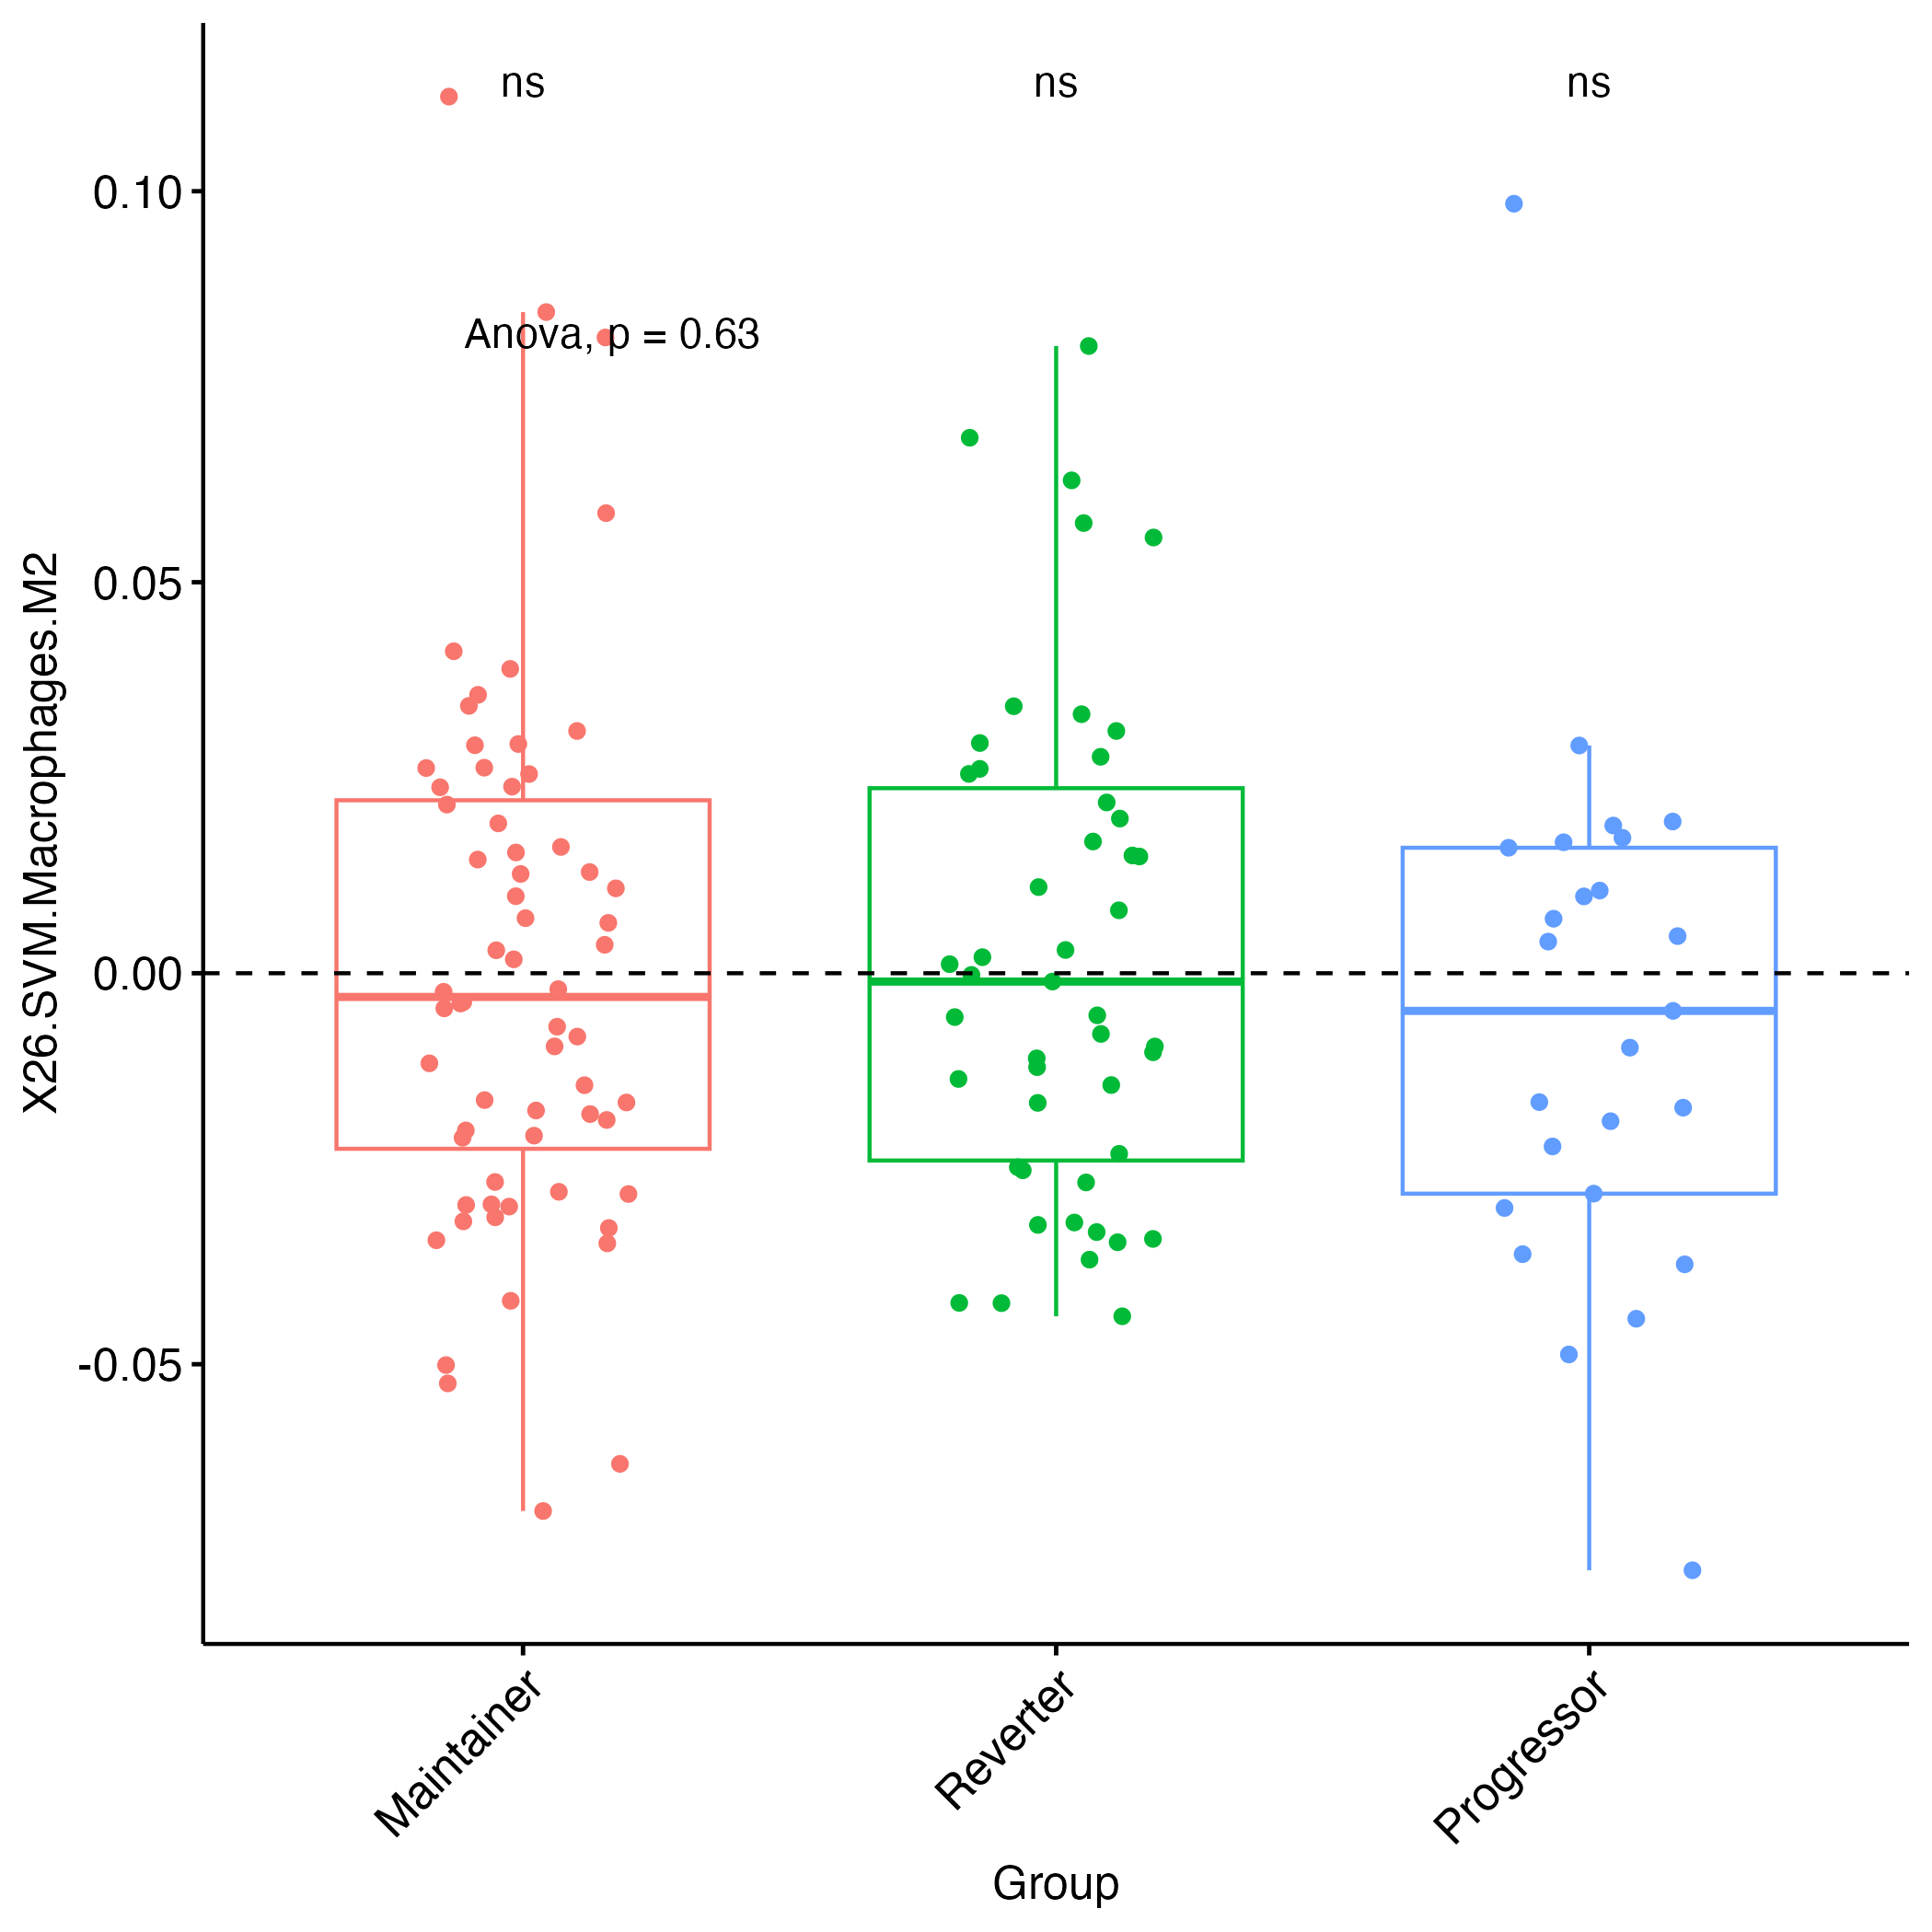 ns ns ns
Anova, p = 0.63
X26.SVM.Macrophages.M2
0.10
0.05
0.00
-0.05
Maintainer
Reverter
Progressor
Group